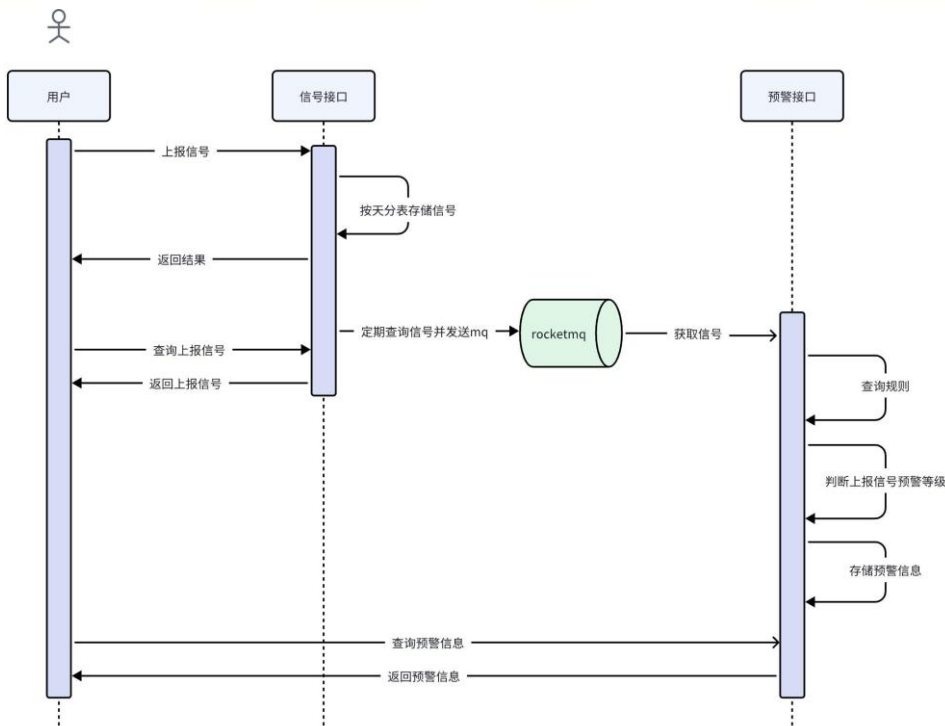 用户
信号接口
预警接口
上报信号
按天分表存储信号
返回结果
定期查询信号并发送mq
rocketmq
获取信号
查询上报信号
返回上报信号
查询规则
判断上报信号预警等级
存储预警信息
查询预警信息
返回预警信息